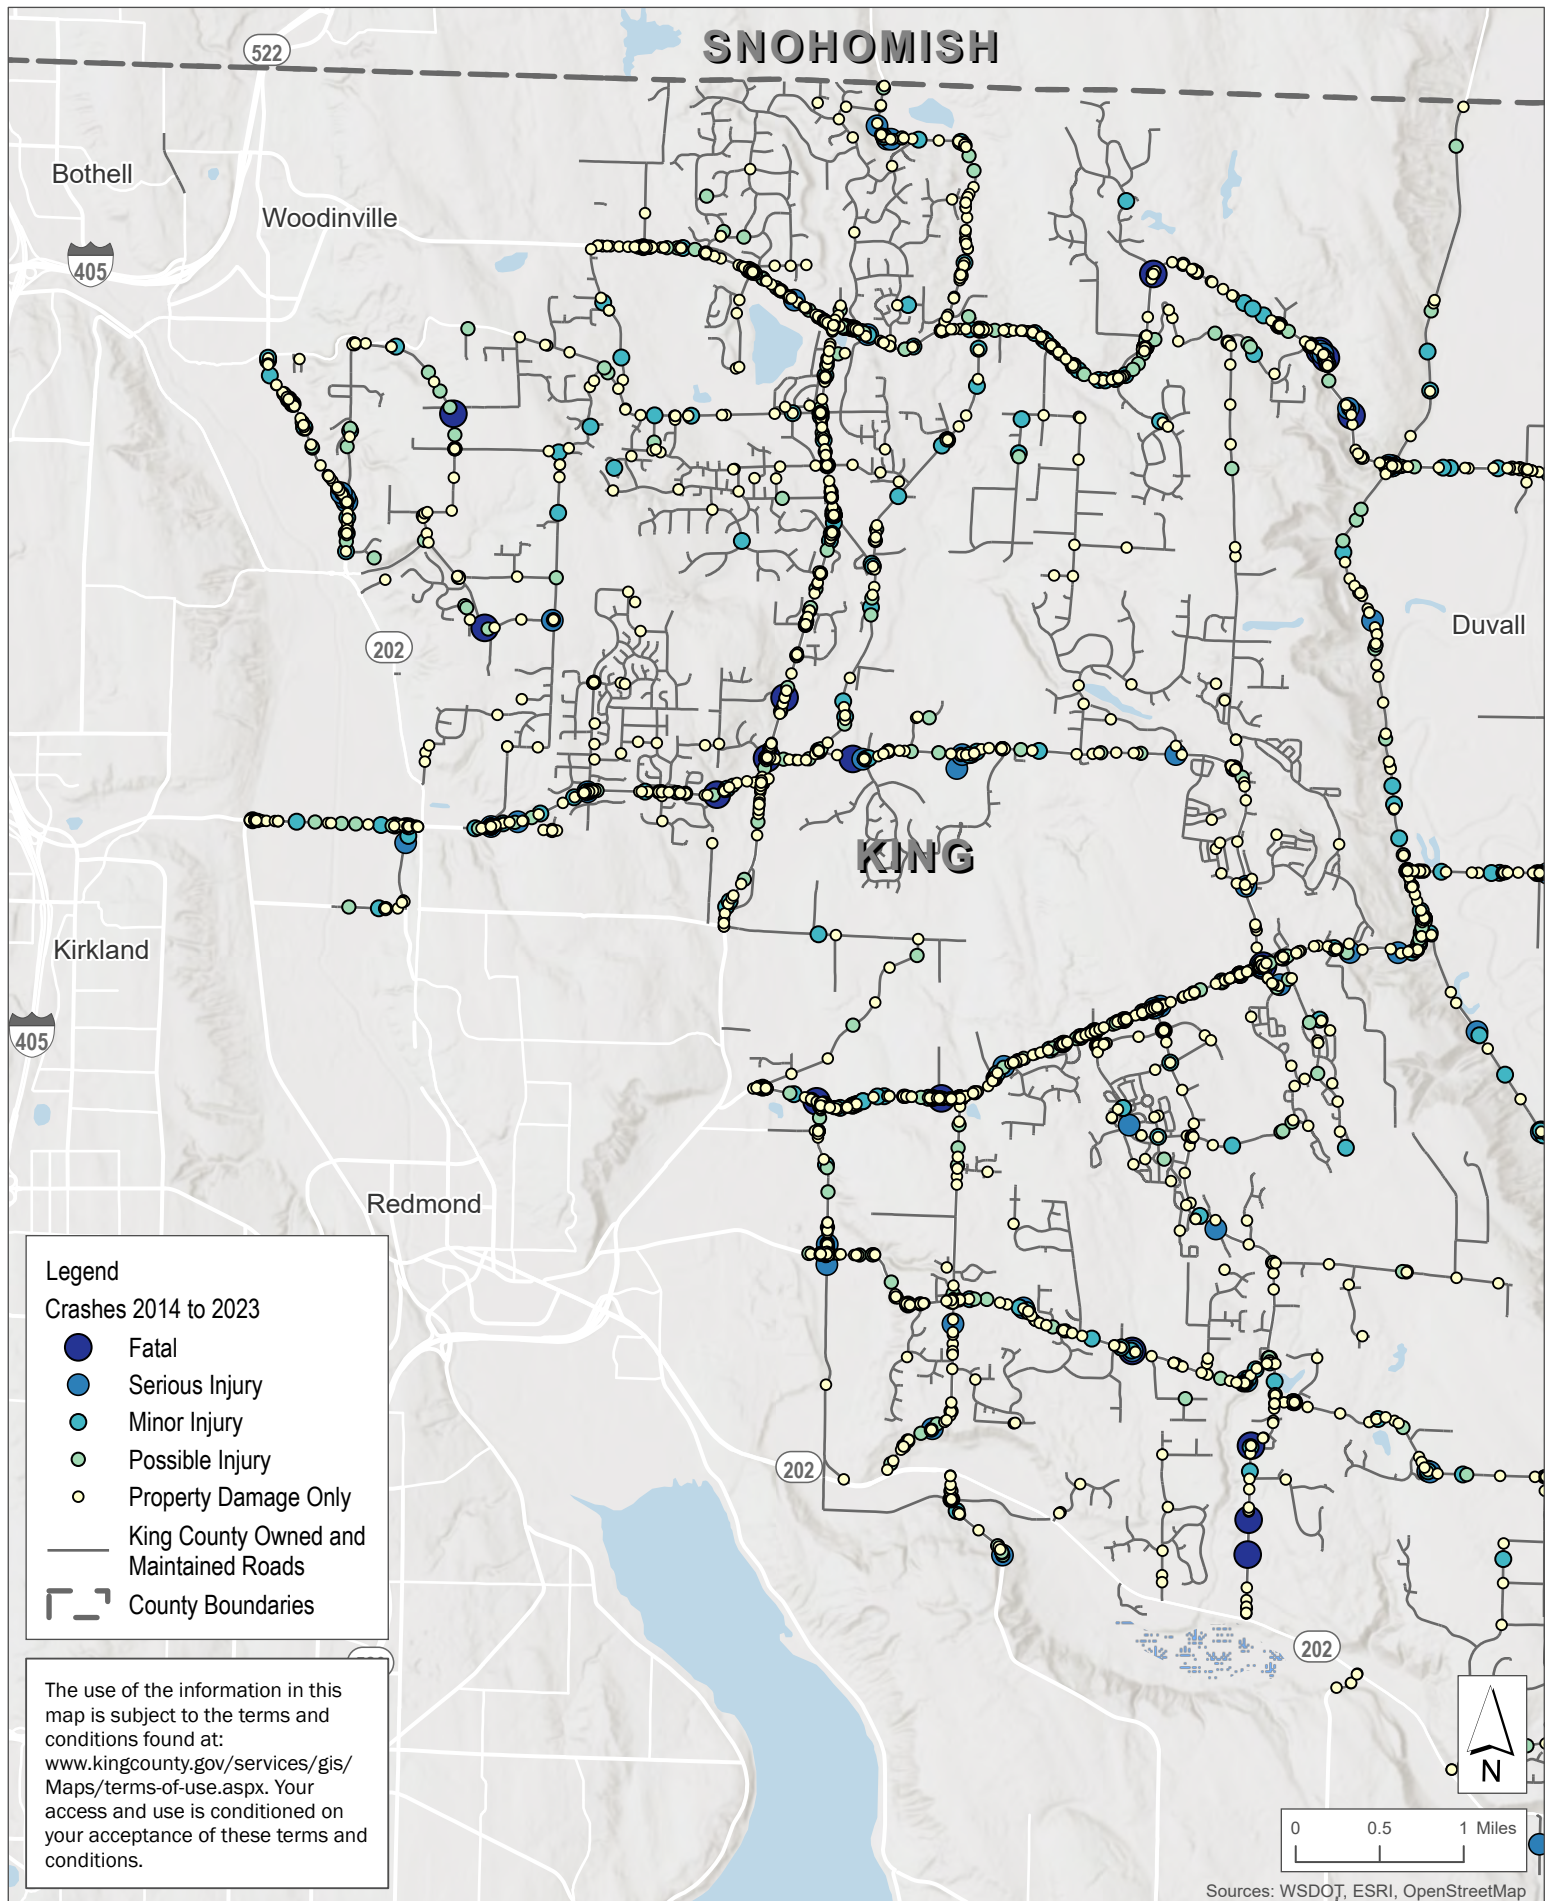 SNOHOMISH
522
Bothell
Woodinville
405
202
Duvall
KING
Kirkland
405
Redmond
202
202
Legend
Crashes 2014 to 2023
Fatal
Serious Injury
Minor Injury
Possible Injury
Property Damage Only
King County Owned and
Maintained Roads
County Boundaries
The use of the information in this
map is subject to the terms and
conditions found at:
www.kingcounty.gov/services/gis/
Maps/terms-of-use.aspx. Your
access and use is conditioned on
your acceptance of these terms and
conditions.
N
0 0.5 1 Miles
Sources: WSDOT, ESRI, OpenStreetMap